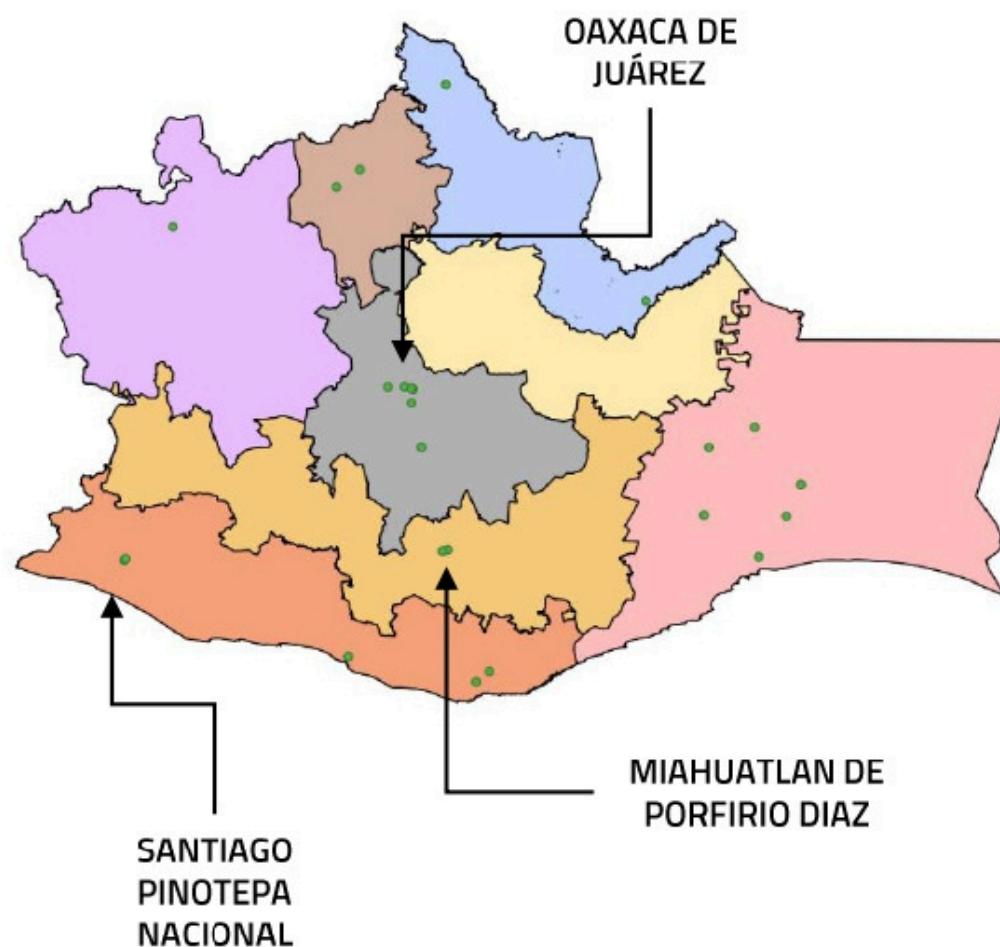 OAXACA DE
JUÁREZ
MIAHUATLAN DE
PORFIRIO DIAZ
SANTIAGO
PINOTEPA
NACIONAL